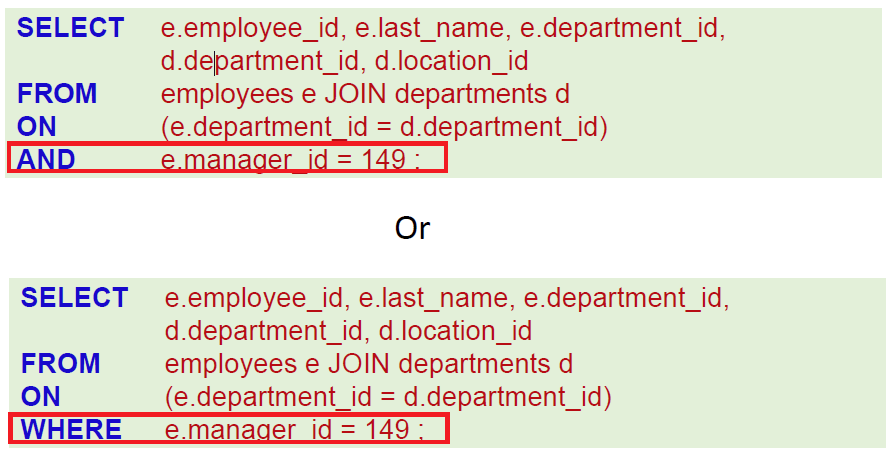 SELECT e.employee_id, e.last_name, e.department_id,
d.department_id, d.location_id
FROM employees e JOIN departments d
ON (e.department_id = d.department_id)
AND e.manager_id = 149 ;
Or
SELECT e.employee_id, e.last_name, e.department_id,
d.department_id, d.location_id
FROM employees e JOIN departments d
ON (e.department_id = d.department_id)
WHERE e.manager_id = 149 ;